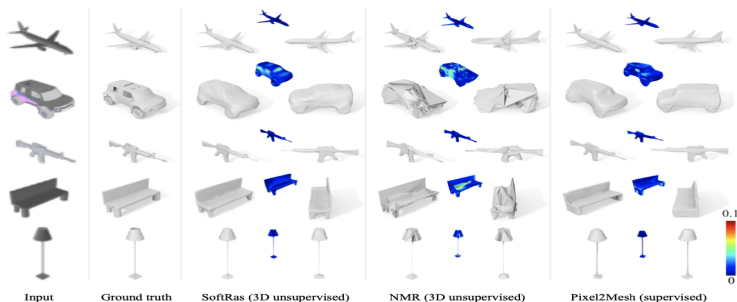 0.1
0
Input Ground truth SoftRas (3D unsupervised) NMR (3D unsupervised) Pixel2Mesh (supervised)